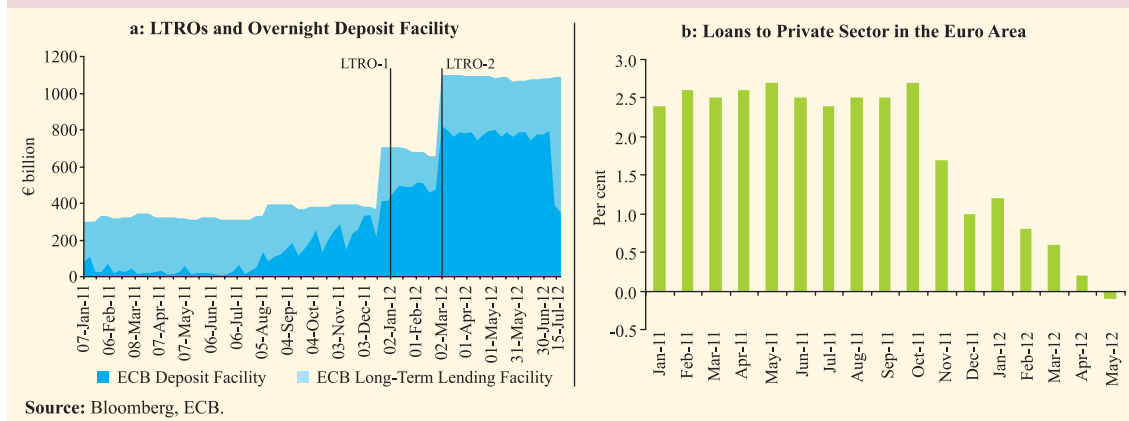 a: LTROs and Overnight Deposit Facility
1200
1000
800
600
400
200
0
€ billion
LTRO-1
LTRO-2
07-Jan-11
06-Feb-11
08-Mar-11
07-Apr-11
07-May-11
06-Jun-11
06-Jul-11
05-Aug-11
04-Sep-11
04-Oct-11
03-Nov-11
03-Dec-11
02-Jan-12
01-Feb-12
02-Mar-12
01-Apr-12
01-May-12
31-May-12
30-Jun-12
15-Jul-12
ECB Deposit Facility
ECB Long-Term Lending Facility
b: Loans to Private Sector in the Euro Area
3.0
2.5
2.0
1.5
1.0
0.5
0.0
-0.5
Per cent
Jan-11
Feb-11
Mar-11
Apr-11
May-11
Jun-11
Jul-11
Aug-11
Sep-11
Oct-11
Nov-11
Dec-11
Jan-12
Feb-12
Mar-12
Apr-12
May-12
Source: Bloomberg, ECB.